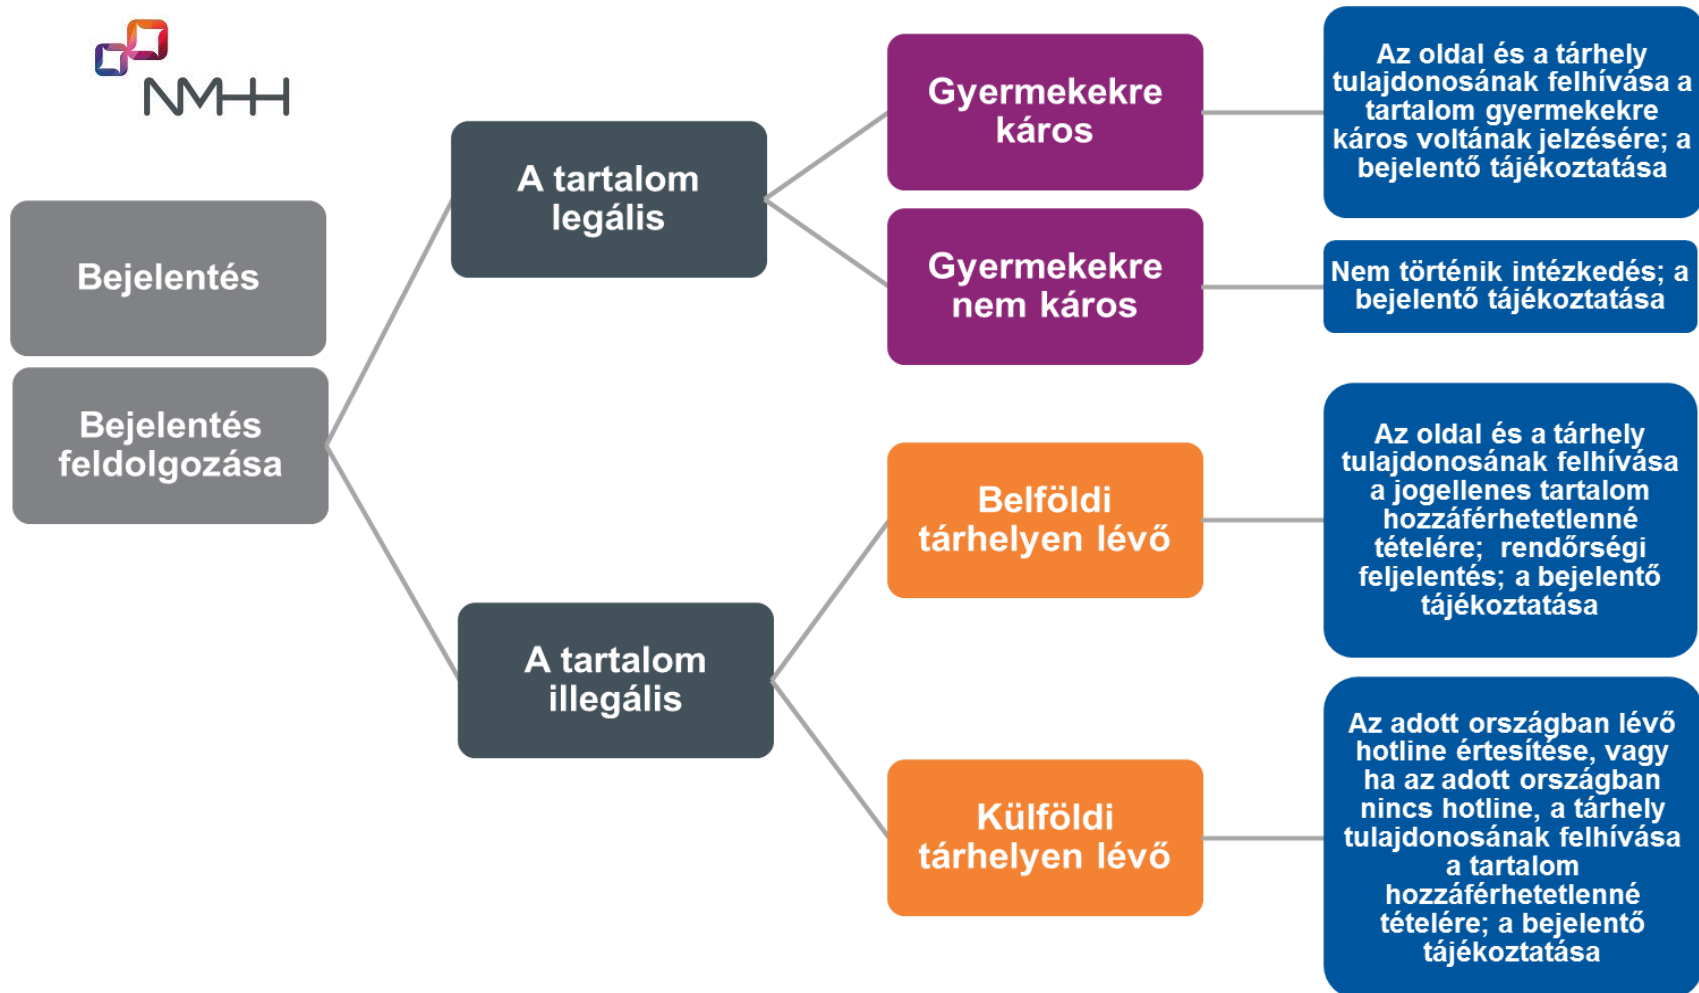 NMHH
Bejelentés
Bejelentés
feldolgozása
A tartalom
legális
A tartalom
illegális
Gyermekekre
káros
Gyermekekre
nem káros
Belföldi
tárhelyen lévő
Külföldi
tárhelyen lévő
Az oldal és a tárhely
tulajdonosának felhívása a
tartalom gyermekekre
káros voltának jelzésére; a
bejelentő tájékoztatása
Nem történik intézkedés; a
bejelentő tájékoztatása
Az oldal és a tárhely
tulajdonosának felhívása
a jogellenes tartalom
hozzáférhetetlenné
tételére; rendőrségi
feljelentés; a bejelentő
tájékoztatása
Az adott országban lévő
hotline értesítése, vagy
ha az adott országban
nincs hotline, a tárhely
tulajdonosának felhívása
a tartalom
hozzáférhetetlenné
tételére; a bejelentő
tájékoztatása